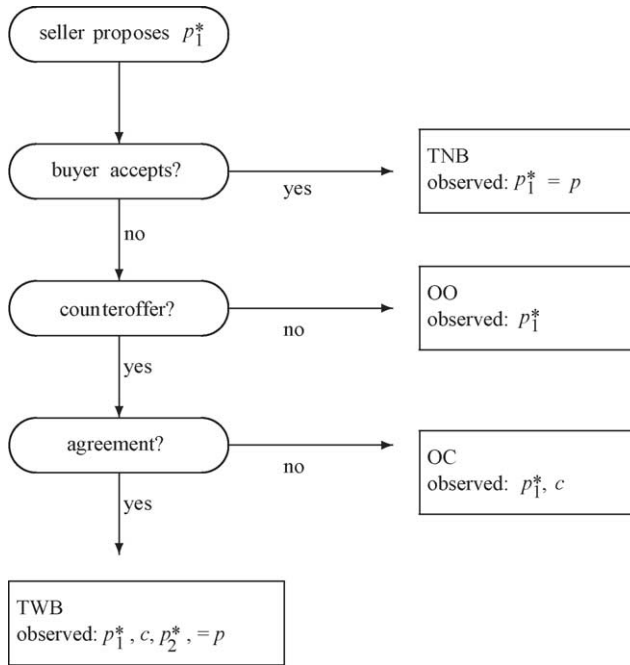 seller proposes p₁*
buyer accepts?
yes
TNB
observed: p₁* = p
no
counteroffer?
no
OO
observed: p₁*
yes
agreement?
no
OC
observed: p₁*, c
yes
TWB
observed: p₁*, c, p₂*, = p